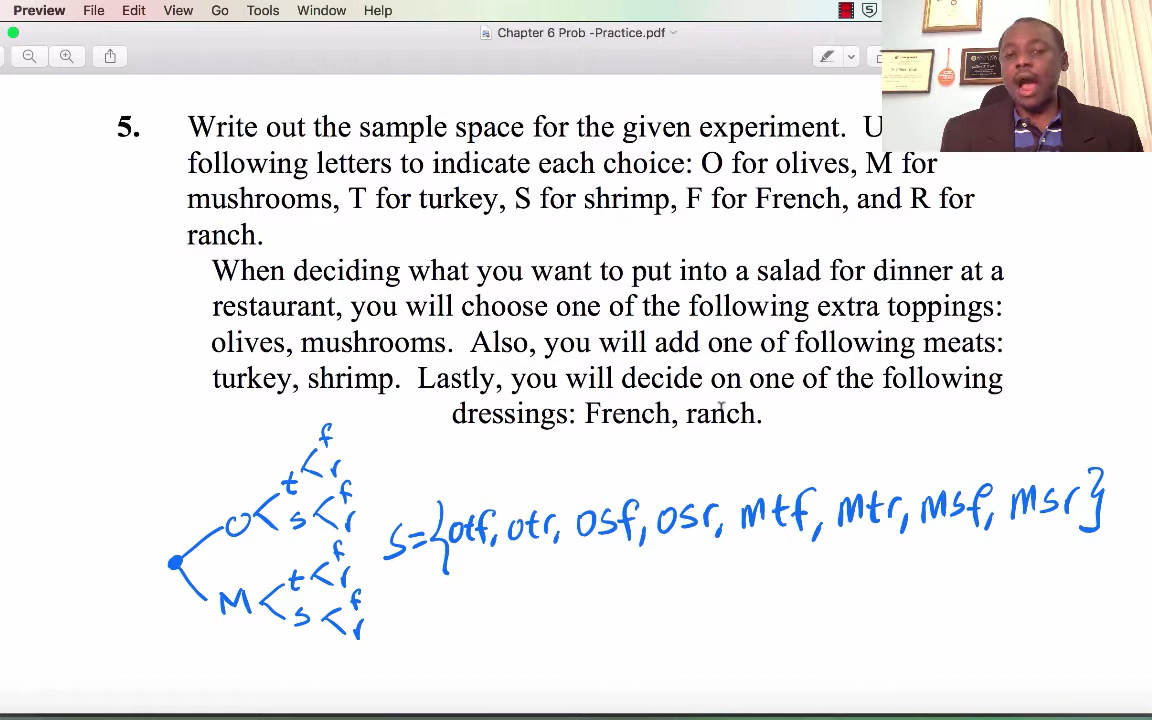 Preview File Edit View Go Tools Window Help
Chapter 6 Prob -Practice.pdf
5. Write out the sample space for the given experiment. U
following letters to indicate each choice: O for olives, M for
mushrooms, T for turkey, S for shrimp, F for French, and R for
ranch.
When deciding what you want to put into a salad for dinner at a
restaurant, you will choose one of the following extra toppings:
olives, mushrooms. Also, you will add one of following meats:
turkey, shrimp. Lastly, you will decide on one of the following
dressings: French, ranch.
f
t r
O f
s r
f
t r
M f
s r
S={otf, otr, osf, osr, mtf, mtr, msf, msr}